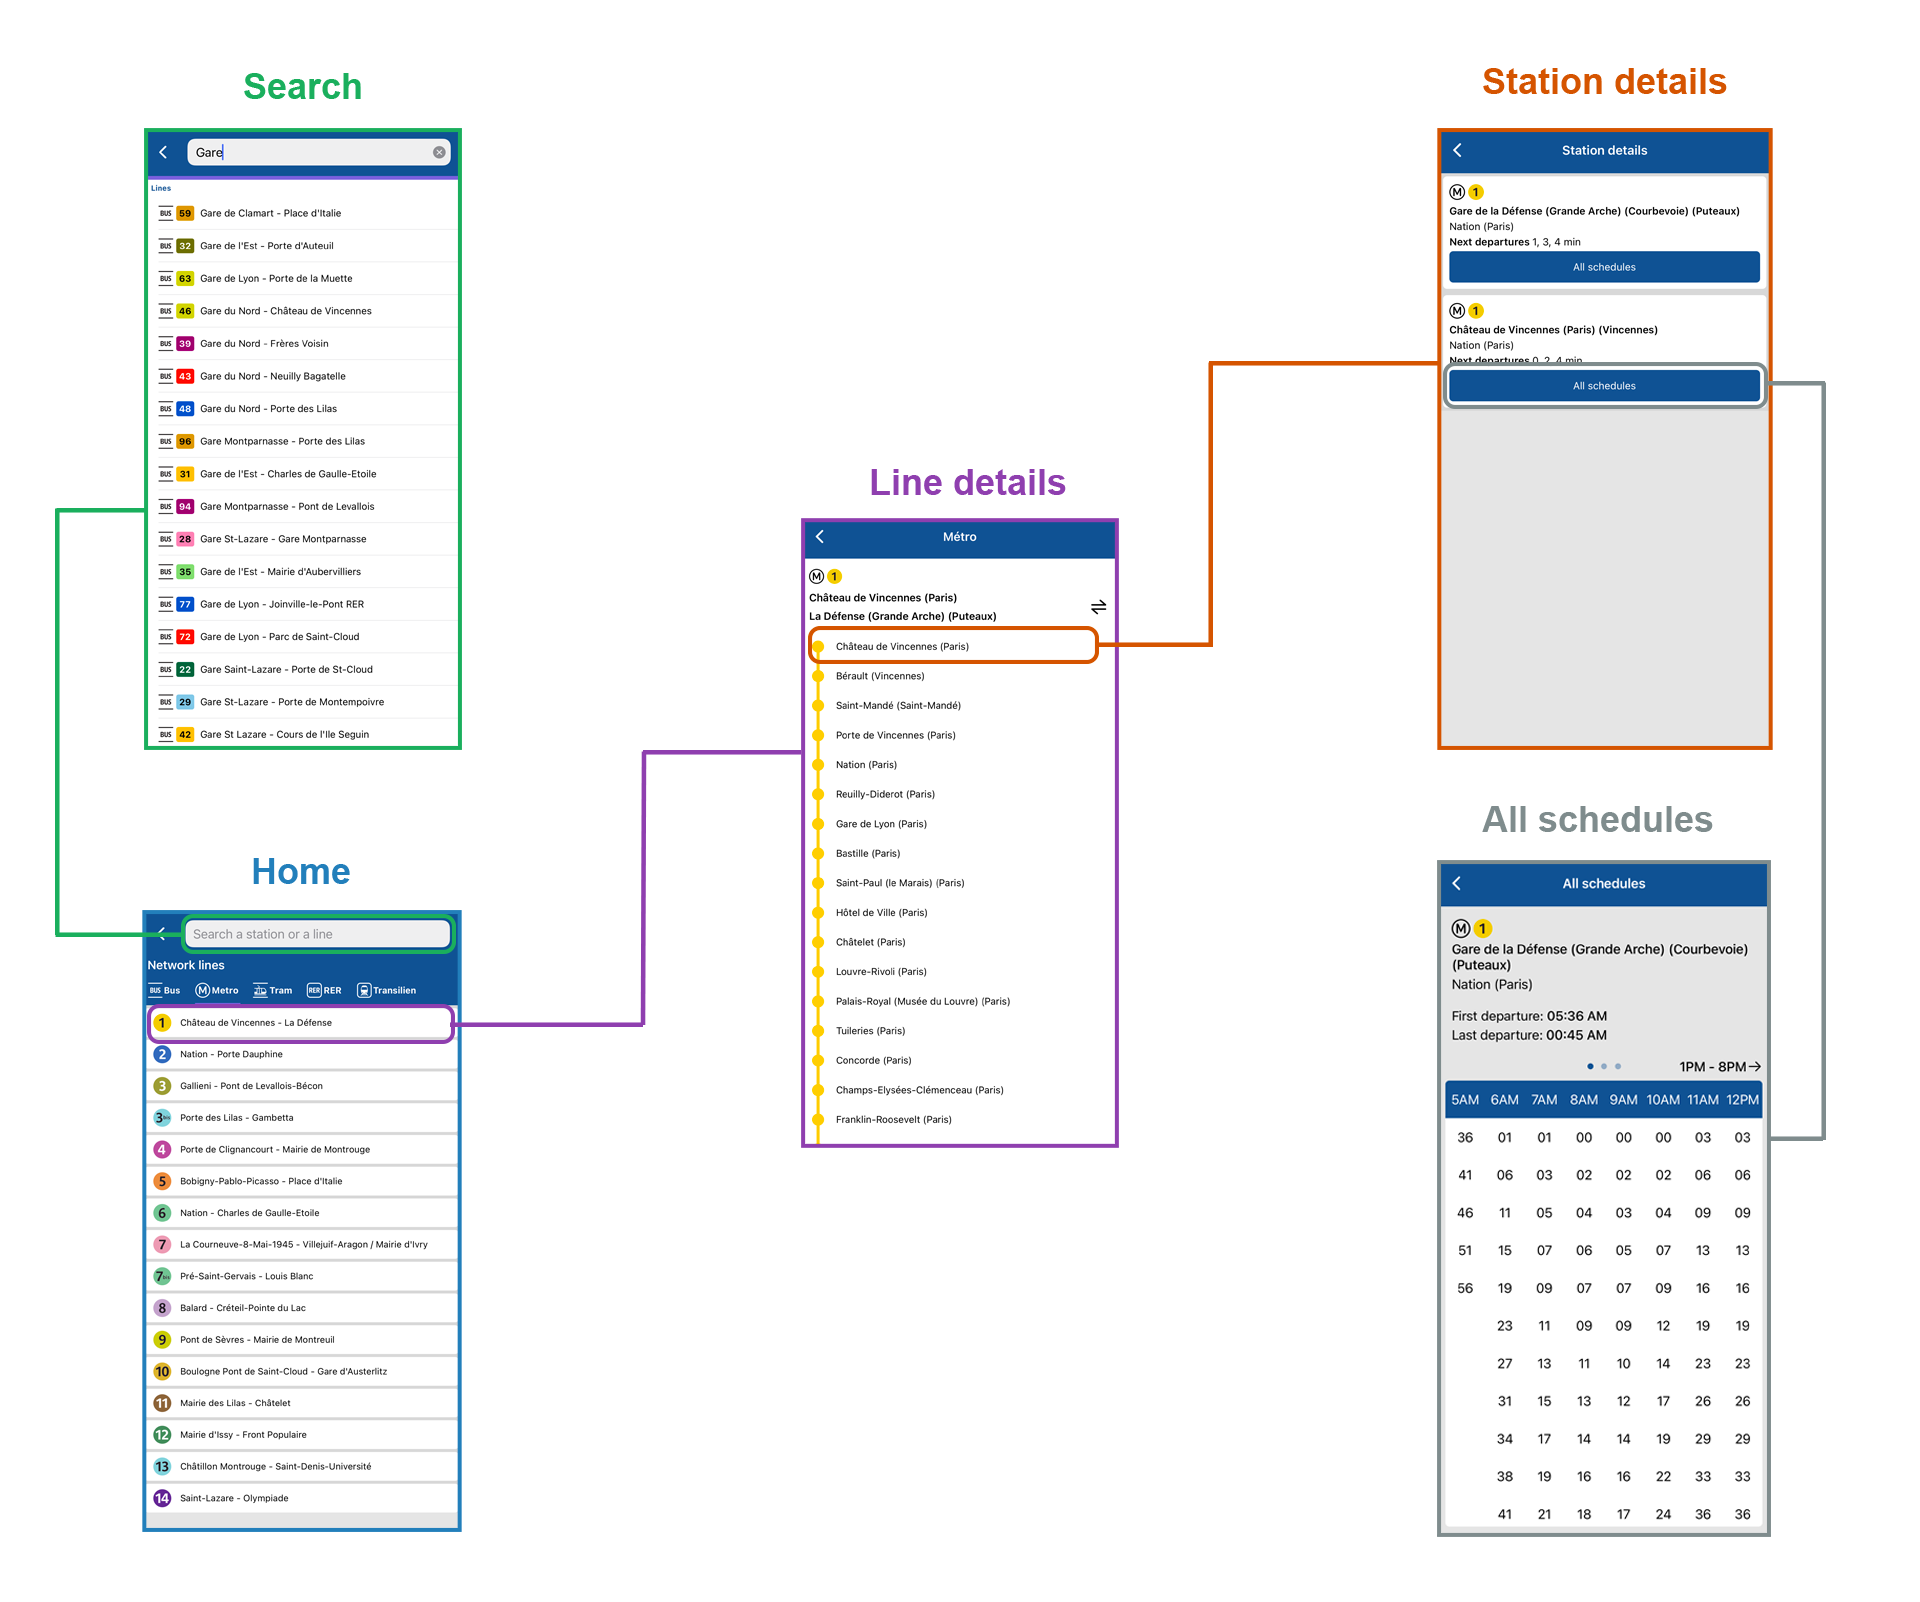 Search
Gare
Lines
BUS 59 Gare de Clamart - Place d'Italie
BUS 32 Gare de l'Est - Porte d'Auteuil
BUS 63 Gare de Lyon - Porte de la Muette
BUS 46 Gare du Nord - Château de Vincennes
BUS 39 Gare du Nord - Frères Voisin
BUS 43 Gare du Nord - Neuilly Bagatelle
BUS 48 Gare du Nord - Porte des Lilas
BUS 96 Gare Montparnasse - Porte des Lilas
BUS 31 Gare de l'Est - Charles de Gaulle-Etoile
BUS 94 Gare Montparnasse - Pont de Levallois
BUS 28 Gare St-Lazare - Gare Montparnasse
BUS 35 Gare de l'Est - Mairie d'Aubervilliers
BUS 77 Gare de Lyon - Joinville-le-Pont RER
BUS 72 Gare de Lyon - Parc de Saint-Cloud
BUS 22 Gare Saint-Lazare - Porte de St-Cloud
BUS 29 Gare St-Lazare - Porte de Montempoivre
BUS 42 Gare St Lazare - Cours de l'Ile Seguin
Home
Search a station or a line
Network lines
BUS Bus M Metro Tram RER RER Transilien
1 Château de Vincennes - La Défense
2 Nation - Porte Dauphine
3 Gallieni - Pont de Levallois-Bécon
3bis Porte des Lilas - Gambetta
4 Porte de Clignancourt - Mairie de Montrouge
5 Bobigny-Pablo-Picasso - Place d'Italie
6 Nation - Charles de Gaulle-Etoile
7 La Courneuve-8-Mai-1945 - Villejuif-Aragon / Mairie d'Ivry
7bis Pré-Saint-Gervais - Louis Blanc
8 Balard - Créteil-Pointe du Lac
9 Pont de Sèvres - Mairie de Montreuil
10 Boulogne Pont de Saint-Cloud - Gare d'Austerlitz
11 Mairie des Lilas - Châtelet
12 Mairie d'Issy - Front Populaire
13 Châtillon Montrouge - Saint-Denis-Université
14 Saint-Lazare - Olympiade
Line details
Métro
M 1
Château de Vincennes (Paris)
La Défense (Grande Arche) (Puteaux)
Château de Vincennes (Paris)
Bérault (Vincennes)
Saint-Mandé (Saint-Mandé)
Porte de Vincennes (Paris)
Nation (Paris)
Reuilly-Diderot (Paris)
Gare de Lyon (Paris)
Bastille (Paris)
Saint-Paul (le Marais) (Paris)
Hôtel de Ville (Paris)
Châtelet (Paris)
Louvre-Rivoli (Paris)
Palais-Royal (Musée du Louvre) (Paris)
Tuileries (Paris)
Concorde (Paris)
Champs-Elysées-Clémenceau (Paris)
Franklin-Roosevelt (Paris)
Station details
Station details
M 1
Gare de la Défense (Grande Arche) (Courbevoie) (Puteaux)
Nation (Paris)
Next departures 1, 3, 4 min
All schedules
M 1
Château de Vincennes (Paris) (Vincennes)
Nation (Paris)
Next departures 0, 2, 4 min
All schedules
All schedules
All schedules
M 1
Gare de la Défense (Grande Arche) (Courbevoie)
(Puteaux)
Nation (Paris)
First departure: 05:36 AM
Last departure: 00:45 AM
1PM - 8PM→
5AM 6AM 7AM 8AM 9AM 10AM 11AM 12PM
36 01 01 00 00 00 03 03
41 06 03 02 02 02 06 06
46 11 05 04 03 04 09 09
51 15 07 06 05 07 13 13
56 19 09 07 07 09 16 16
23 11 09 09 12 19 19
27 13 11 10 14 23 23
31 15 13 12 17 26 26
34 17 14 14 19 29 29
38 19 16 16 22 33 33
41 21 18 17 24 36 36